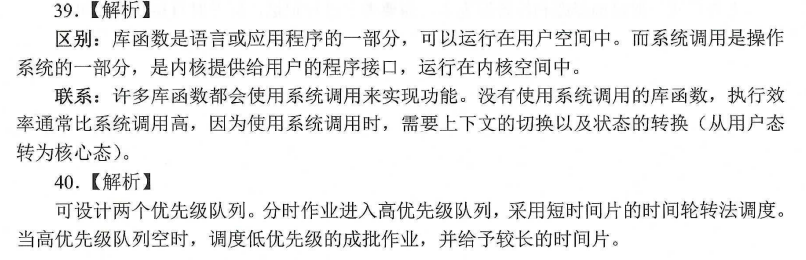 39.【解析】
区别：库函数是语言或应用程序的一部分，可以运行在用户空间中。而系统调用是操作
系统的一部分，是内核提供给用户的程序接口，运行在内核空间中。
联系：许多库函数都会使用系统调用来实现功能。没有使用系统调用的库函数，执行效
率通常比系统调用高，因为使用系统调用时，需要上下文的切换以及状态的转换（从用户态
转为核心态）。
40.【解析】
可设计两个优先级队列。分时作业进入高优先级队列，采用短时间片的时间轮转法调度。
当高优先级队列空时，调度低优先级的成批作业，并给予较长的时间片。